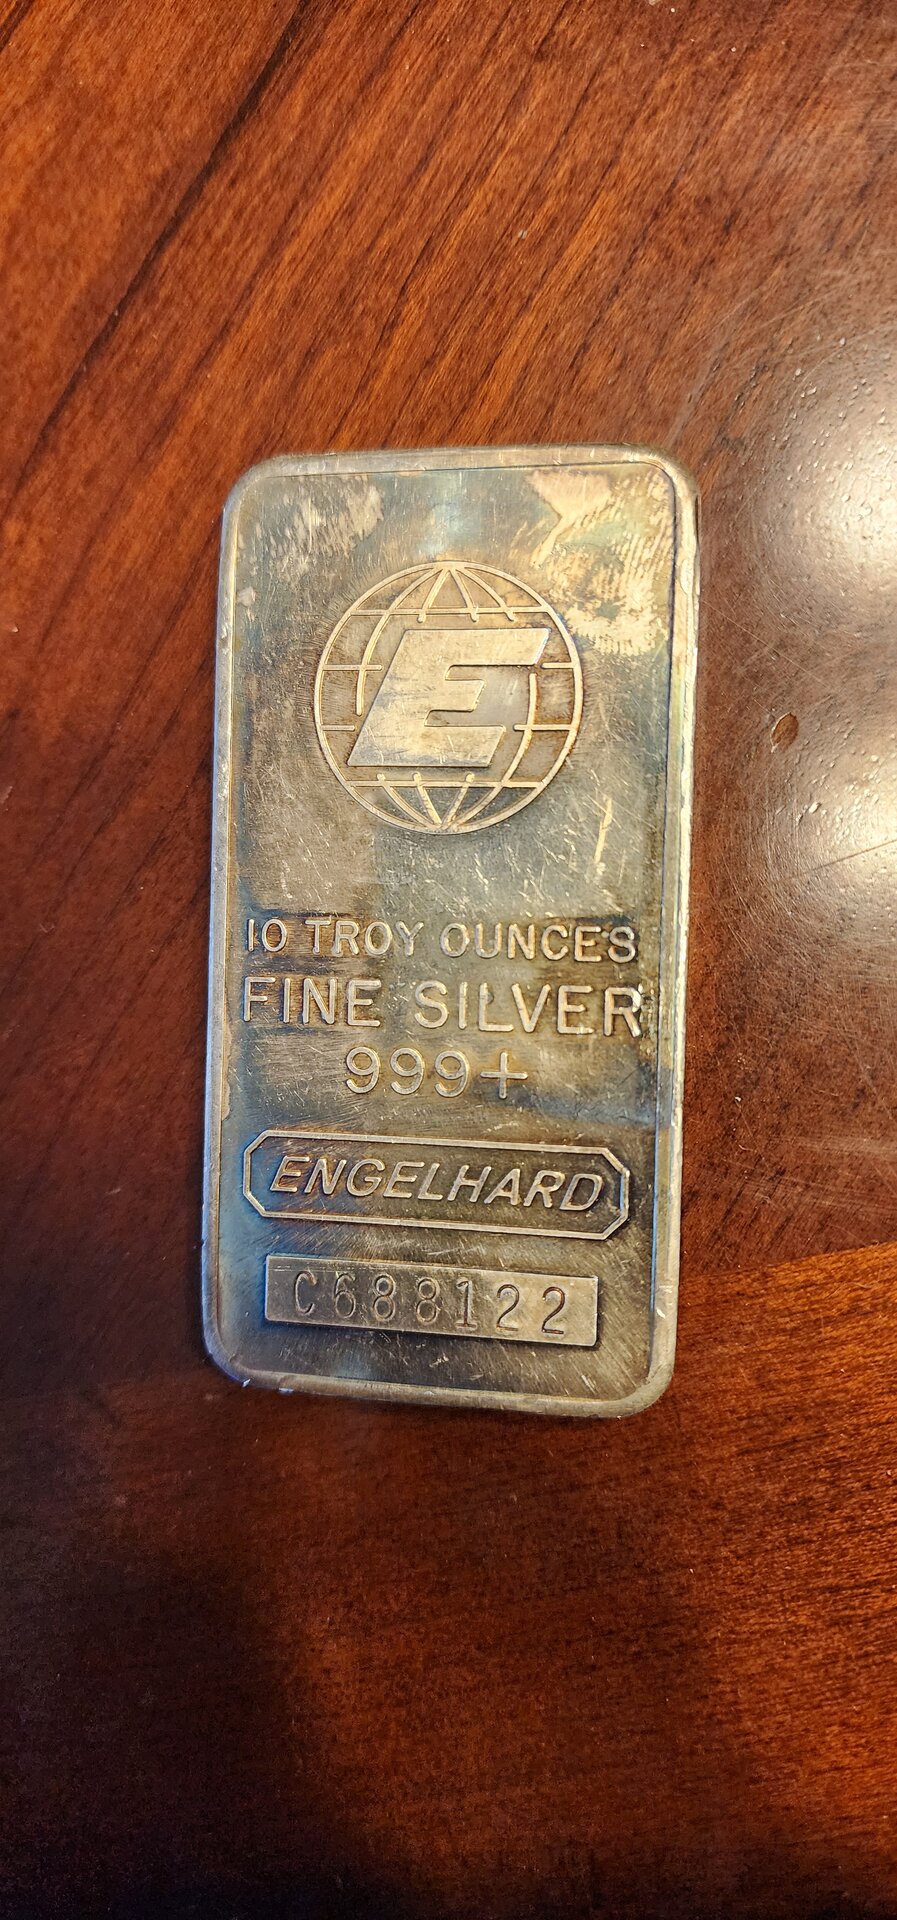 E
10 TROY OUNCES
FINE SILVER
999+
ENGELHARD
C688122